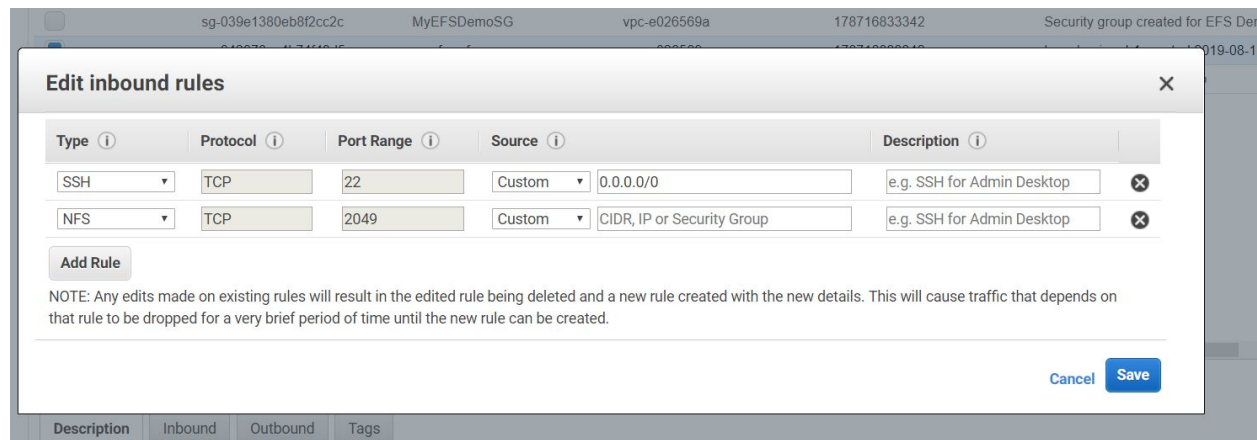 sg-039e1380eb8f2cc2c MyEFSDemoSG vpc-e026569a 178716833342 Security group created for EFS Der
019-08-1
Edit inbound rules
Type Protocol Port Range Source Description
SSH TCP 22 Custom 0.0.0.0/0 e.g. SSH for Admin Desktop
NFS TCP 2049 Custom CIDR, IP or Security Group e.g. SSH for Admin Desktop
Add Rule
NOTE: Any edits made on existing rules will result in the edited rule being deleted and a new rule created with the new details. This will cause traffic that depends on
that rule to be dropped for a very brief period of time until the new rule can be created.
Cancel Save
Description Inbound Outbound Tags